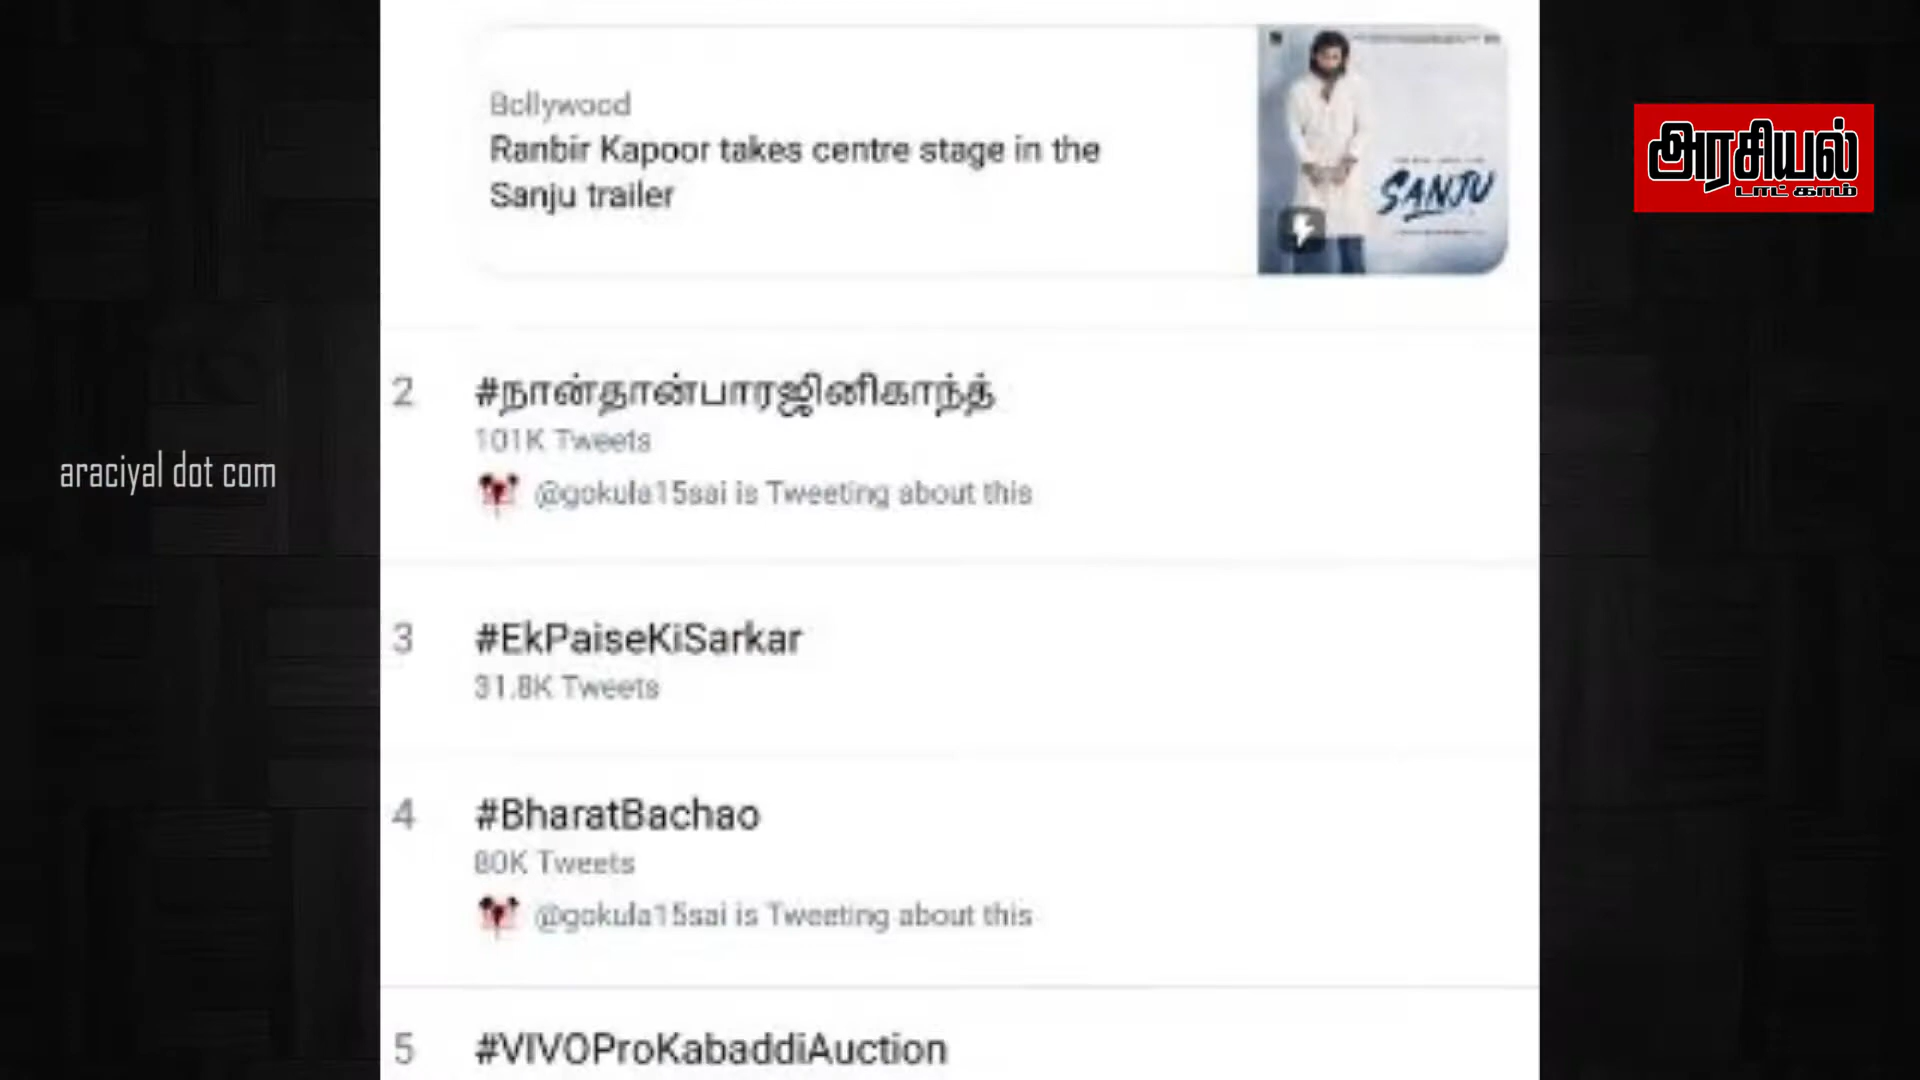 Bollywood
Ranbir Kapoor takes centre stage in the
Sanju trailer
SANJU
அரசியல்
டாட் காம்
2
#நான்தான்பாரஜினிகாந்த்
101K Tweets
@gokula15sai is Tweeting about this
araciyal dot com
3
#EkPaiseKiSarkar
31.8K Tweets
4
#BharatBachao
80K Tweets
@gokula15sai is Tweeting about this
5
#VIVOProKabaddiAuction